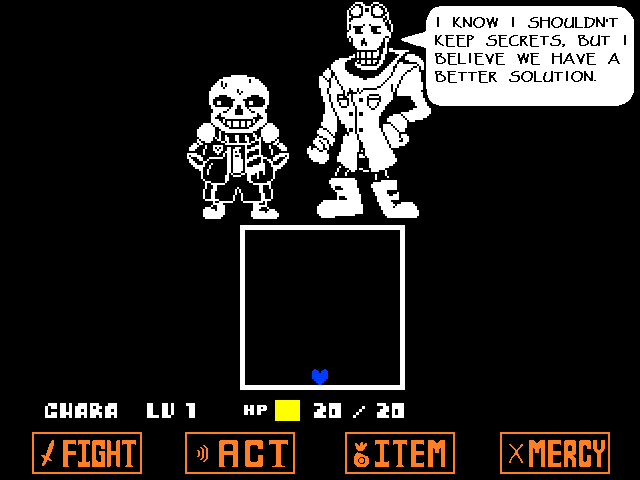 I KNOW I SHOULDN'T
KEEP SECRETS, BUT I
BELIEVE WE HAVE A
BETTER SOLUTION.
CHARA LV 1 HP 20 / 20
FIGHT ACT ITEM MERCY